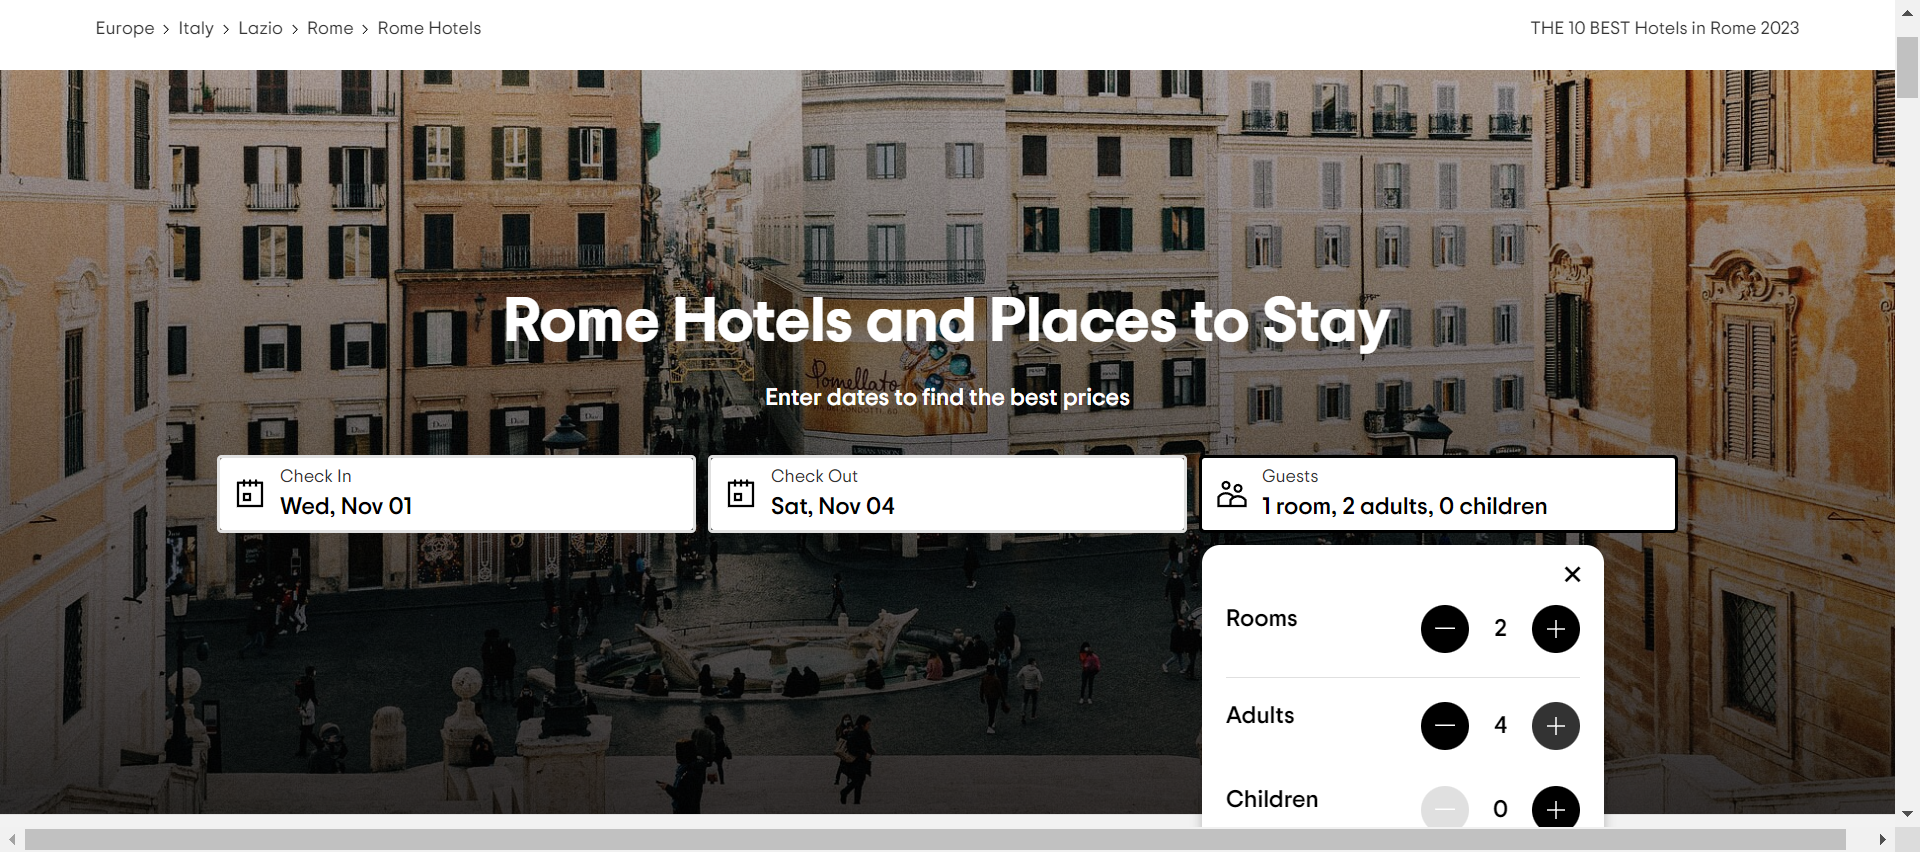 Europe > Italy > Lazio > Rome > Rome Hotels
THE 10 BEST Hotels in Rome 2023
Rome Hotels and Places to Stay
Pomellato
Enter dates to find the best prices
Check In
Wed, Nov 01
Check Out
Sat, Nov 04
Guests
1 room, 2 adults, 0 children
Rooms
2
Adults
4
Children
0